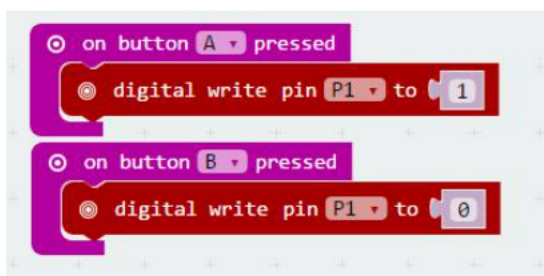 on button A pressed
digital write pin P1 to 1
on button B pressed
digital write pin P1 to 0